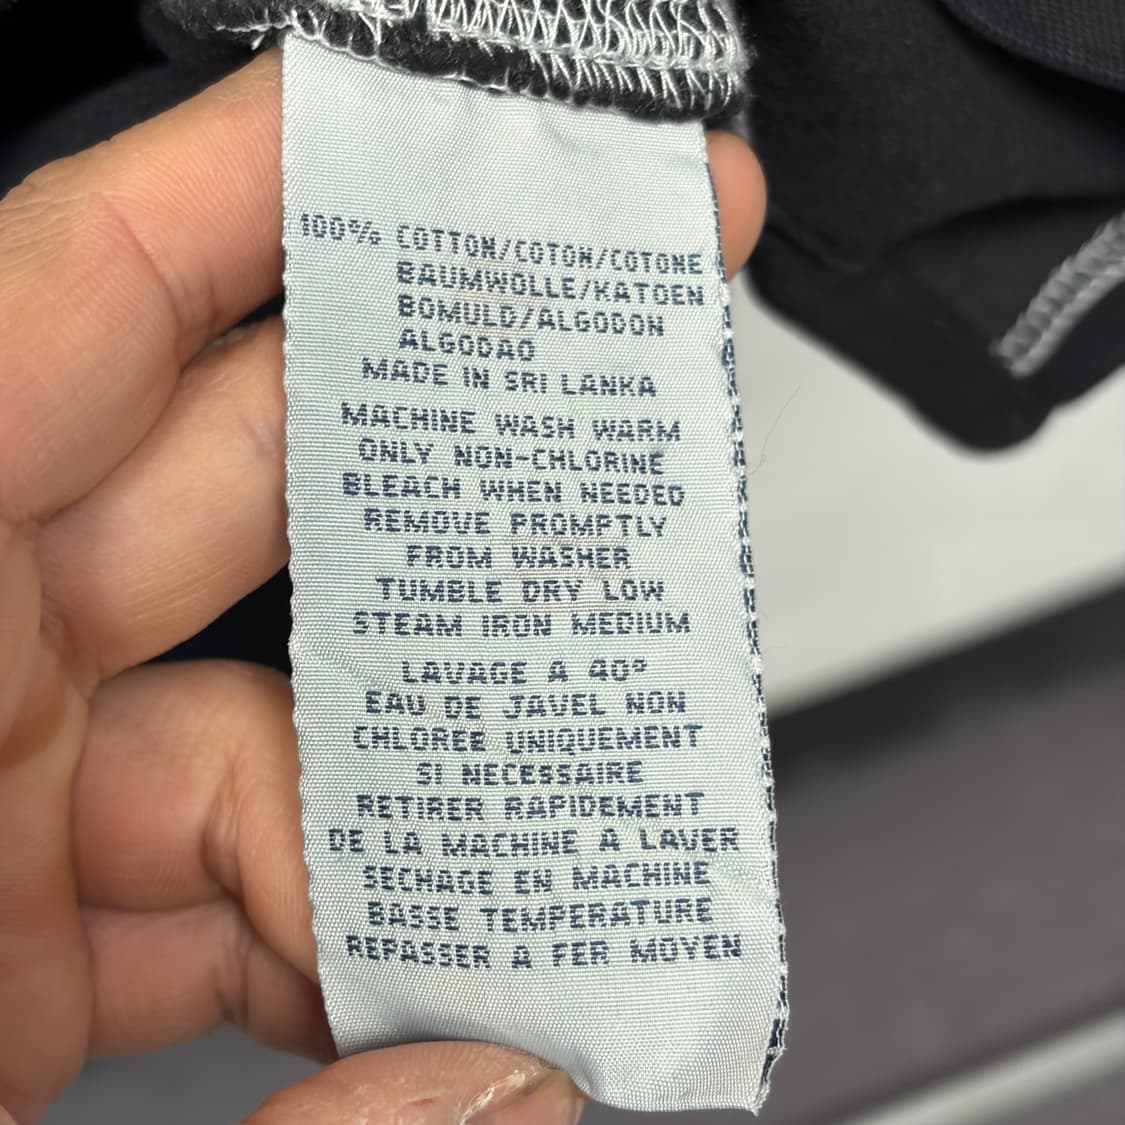 100% COTTON/COTON/COTONE
BAUMWOLLE/KATOEN
BOMULD/ALGODON
ALGODAO
MADE IN SRI LANKA
MACHINE WASH WARM
ONLY NON-CHLORINE
BLEACH WHEN NEEDED
REMOVE PROMPTLY
FROM WASHER
TUMBLE DRY LOW
STEAM IRON MEDIUM
LAVAGE A 40°
EAU DE JAVEL NON
CHLOREE UNIQUEMENT
SI NECESSAIRE
RETIRER RAPIDEMENT
DE LA MACHINE A LAVER
SECHAGE EN MACHINE
BASSE TEMPERATURE
REPASSER A FER MOYEN